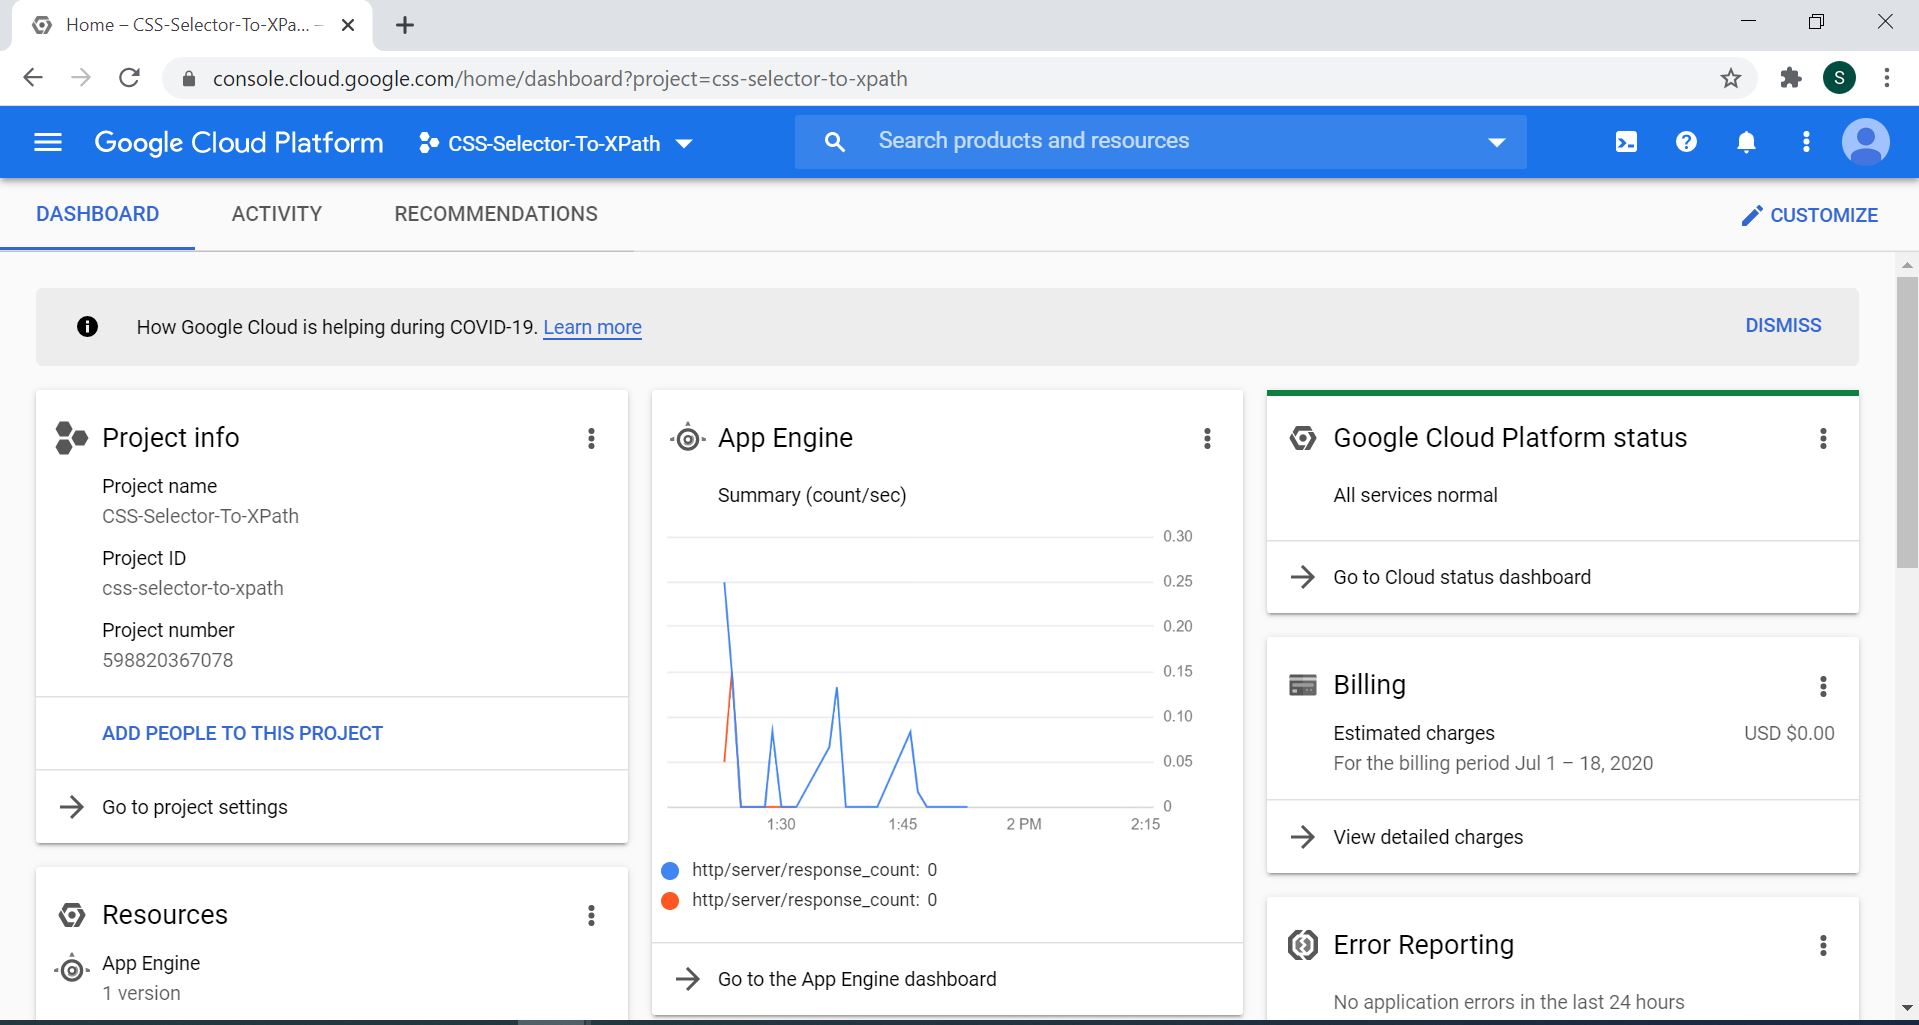 Home – CSS-Selector-To-XPa... –
console.cloud.google.com/home/dashboard?project=css-selector-to-xpath
S
Google Cloud Platform
CSS-Selector-To-XPath
Search products and resources
DASHBOARD
ACTIVITY
RECOMMENDATIONS
CUSTOMIZE
How Google Cloud is helping during COVID-19. Learn more
DISMISS
Project info
Project name
CSS-Selector-To-XPath
Project ID
css-selector-to-xpath
Project number
598820367078
ADD PEOPLE TO THIS PROJECT
Go to project settings
Resources
App Engine
1 version
App Engine
Summary (count/sec)
0.30
0.25
0.20
0.15
0.10
0.05
0
1:30
1:45
2 PM
2:15
http/server/response_count: 0
http/server/response_count: 0
Go to the App Engine dashboard
Google Cloud Platform status
All services normal
Go to Cloud status dashboard
Billing
Estimated charges
USD $0.00
For the billing period Jul 1 – 18, 2020
View detailed charges
Error Reporting
No application errors in the last 24 hours